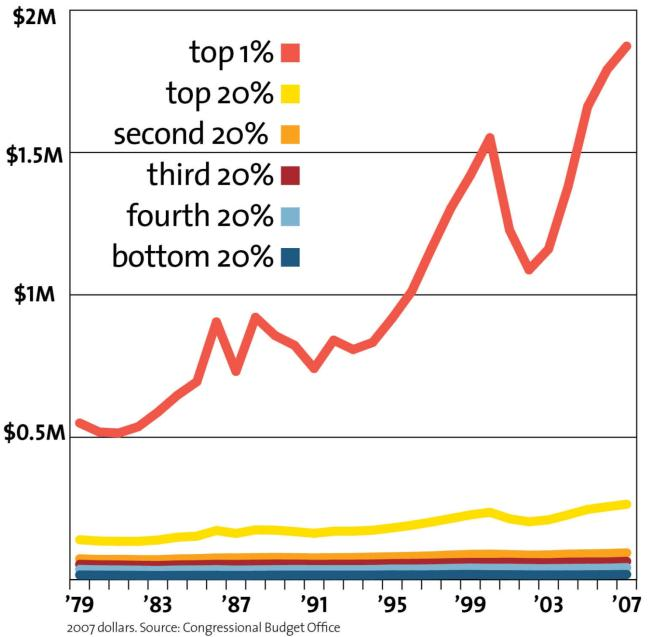 $2M
top 1%
top 20%
second 20%
$1.5M
third 20%
fourth 20%
bottom 20%
$1M
$0.5M
’79 ’83 ’87 ’91 ’95 ’99 ’03 ’07
2007 dollars. Source: Congressional Budget Office